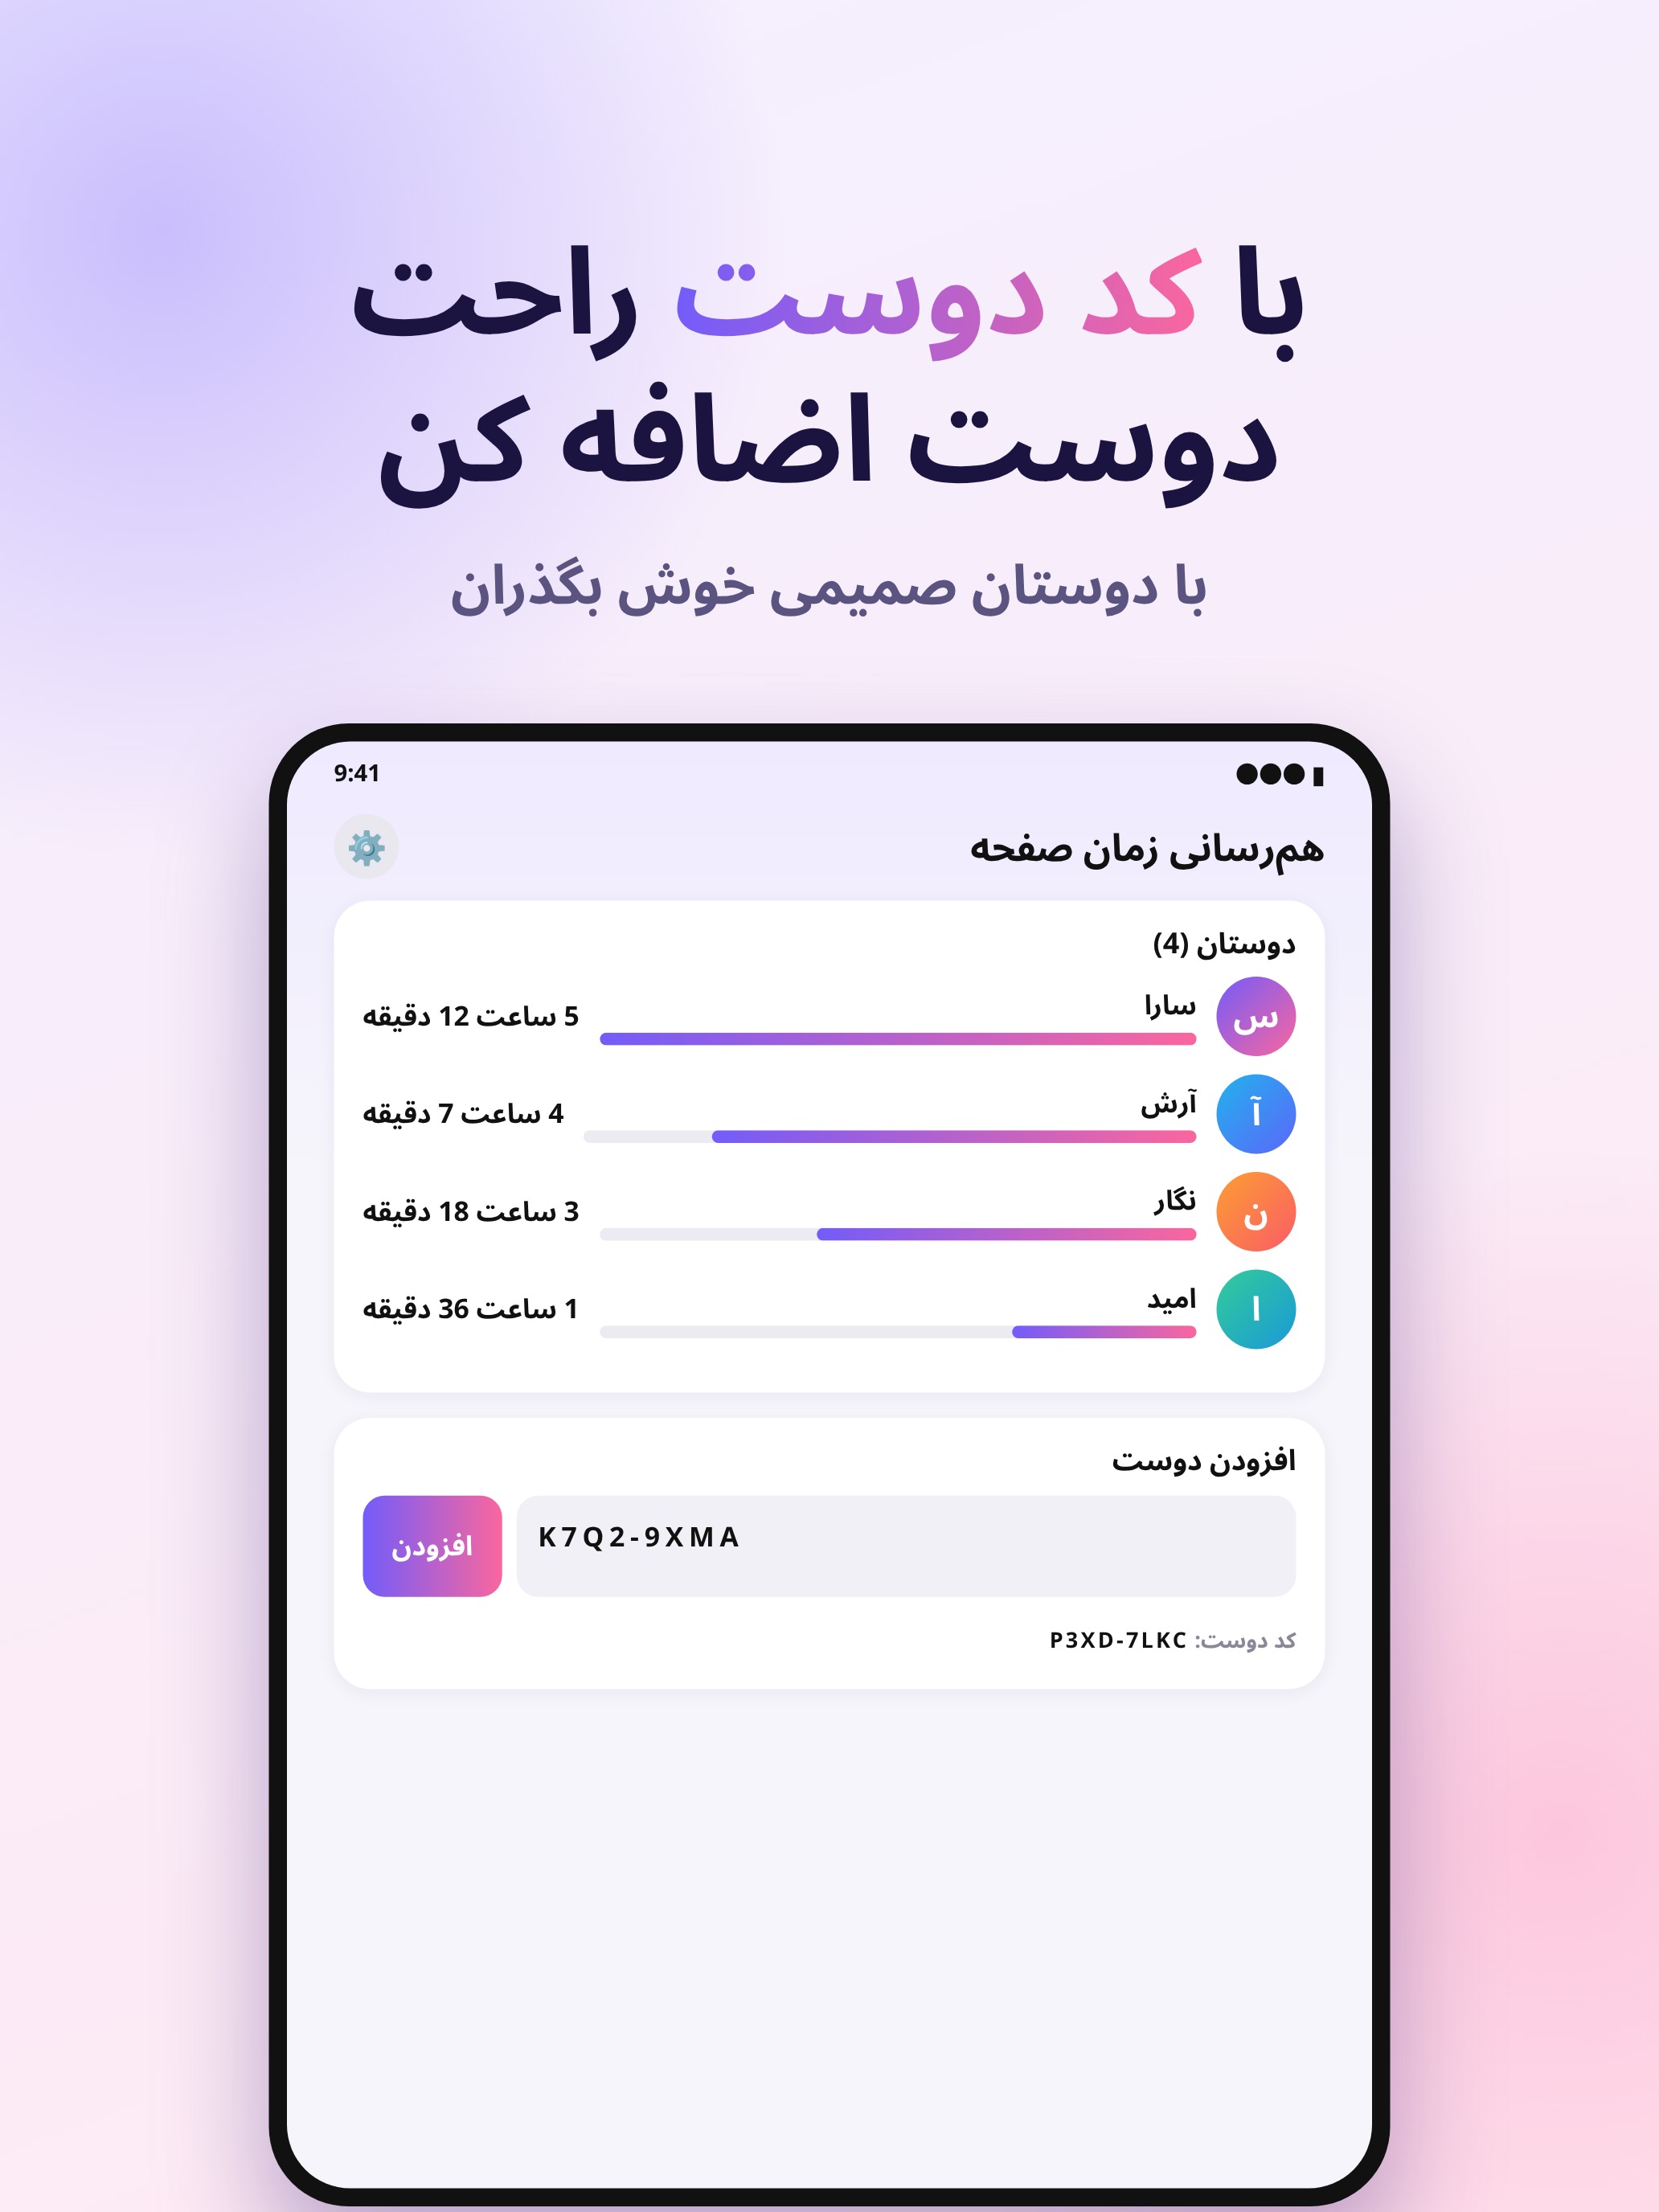 با کد دوست راحت
دوست اضافه کن
با دوستان صمیمی خوش بگذران
9:41
هم‌رسانی زمان صفحه
دوستان (4)
س
سارا
5 ساعت 12 دقیقه
آ
آرش
4 ساعت 7 دقیقه
ن
نگار
3 ساعت 18 دقیقه
ا
امید
1 ساعت 36 دقیقه
افزودن دوست
K7Q2-9XMA
افزودن
کد دوست: P3XD-7LKC